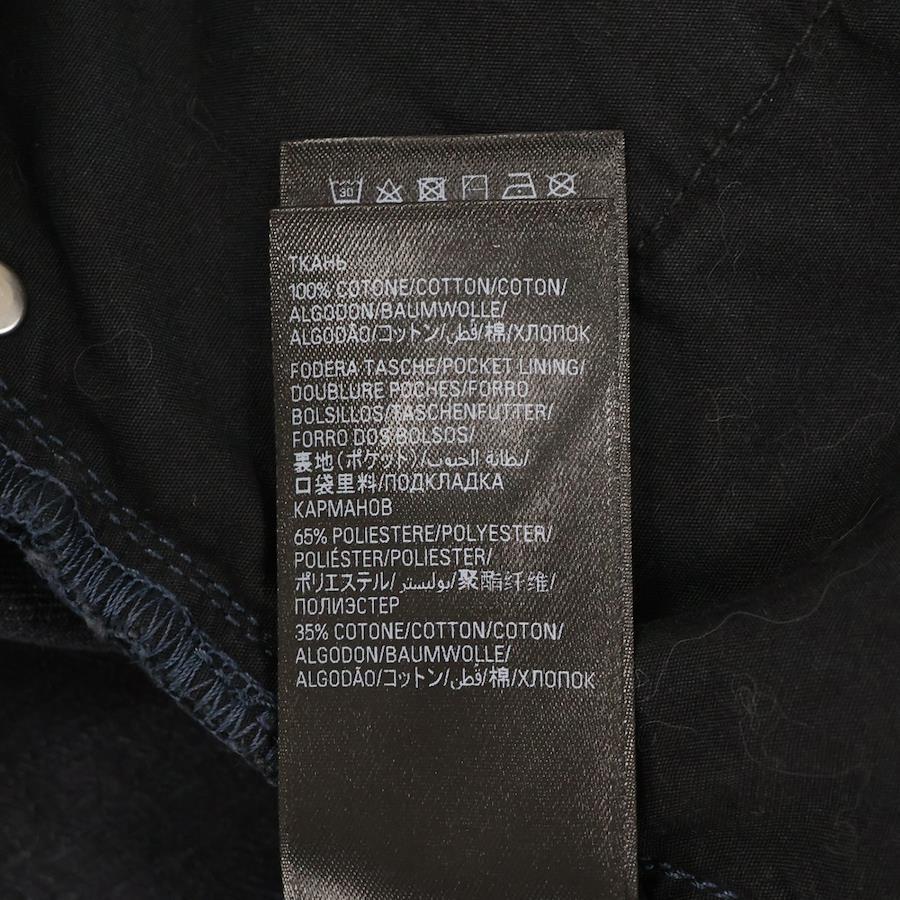 30
ТКАНЬ
100% COTONE/COTTON/COTON/
ALGODON/BAUMWOLLE/
ALGODÃO/コットン/قطن/棉/ХЛОПОК
FODERA TASCHE/POCKET LINING/
DOUBLURE POCHES/FORRO
BOLSILLOS/TASCHENFUTTER/
FORRO DOS BOLSOS/
裏地(ポケット)/بطانة الجيوب/
口袋里料/ПОДКЛАДКА
КАРМАНОВ
65% POLIESTERE/POLYESTER/
POLIÉSTER/POLIESTER/
ポリエステル/بوليستر/聚酯纤维/
ПОЛИЭСТЕР
35% COTONE/COTTON/COTON/
ALGODON/BAUMWOLLE/
ALGODÃO/コットン/قطن/棉/ХЛОПОК